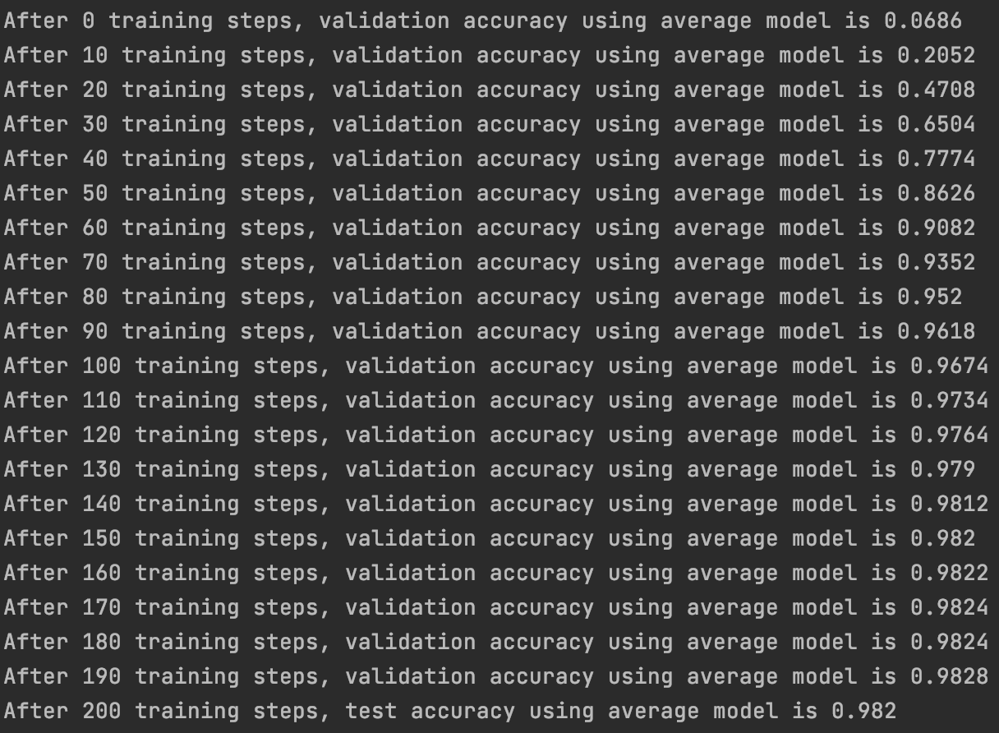 After 0 training steps, validation accuracy using average model is 0.0686
After 10 training steps, validation accuracy using average model is 0.2052
After 20 training steps, validation accuracy using average model is 0.4708
After 30 training steps, validation accuracy using average model is 0.6504
After 40 training steps, validation accuracy using average model is 0.7774
After 50 training steps, validation accuracy using average model is 0.8626
After 60 training steps, validation accuracy using average model is 0.9082
After 70 training steps, validation accuracy using average model is 0.9352
After 80 training steps, validation accuracy using average model is 0.952
After 90 training steps, validation accuracy using average model is 0.9618
After 100 training steps, validation accuracy using average model is 0.9674
After 110 training steps, validation accuracy using average model is 0.9734
After 120 training steps, validation accuracy using average model is 0.9764
After 130 training steps, validation accuracy using average model is 0.979
After 140 training steps, validation accuracy using average model is 0.9812
After 150 training steps, validation accuracy using average model is 0.982
After 160 training steps, validation accuracy using average model is 0.9822
After 170 training steps, validation accuracy using average model is 0.9824
After 180 training steps, validation accuracy using average model is 0.9824
After 190 training steps, validation accuracy using average model is 0.9828
After 200 training steps, test accuracy using average model is 0.982